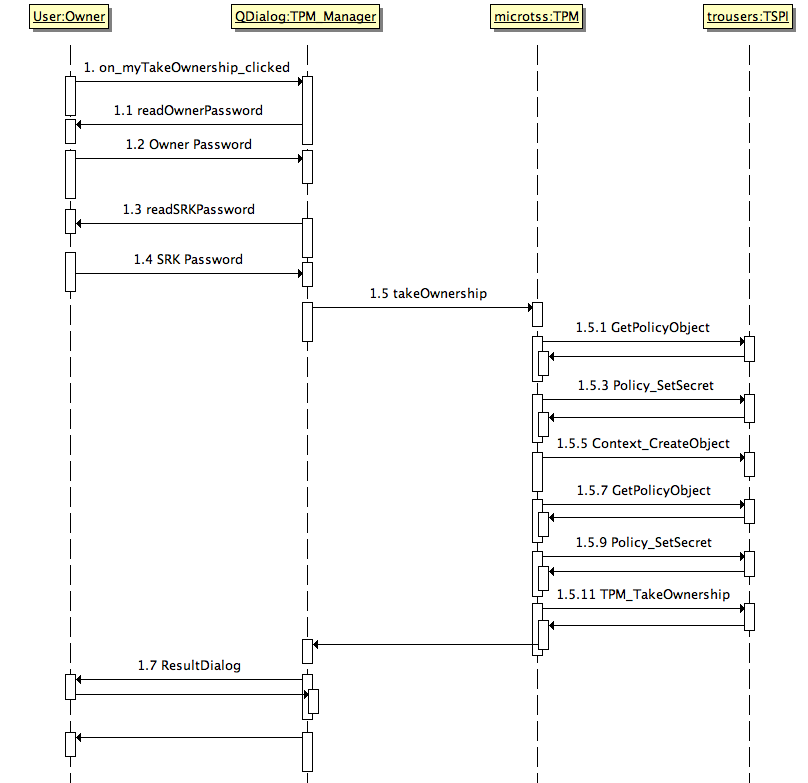 User:Owner
QDialog:TPM_Manager
microtss:TPM
trousers:TSPI
1. on_myTakeOwnership_clicked
1.1 readOwnerPassword
1.2 Owner Password
1.3 readSRKPassword
1.4 SRK Password
1.5 takeOwnership
1.5.1 GetPolicyObject
1.5.3 Policy_SetSecret
1.5.5 Context_CreateObject
1.5.7 GetPolicyObject
1.5.9 Policy_SetSecret
1.5.11 TPM_TakeOwnership
1.7 ResultDialog